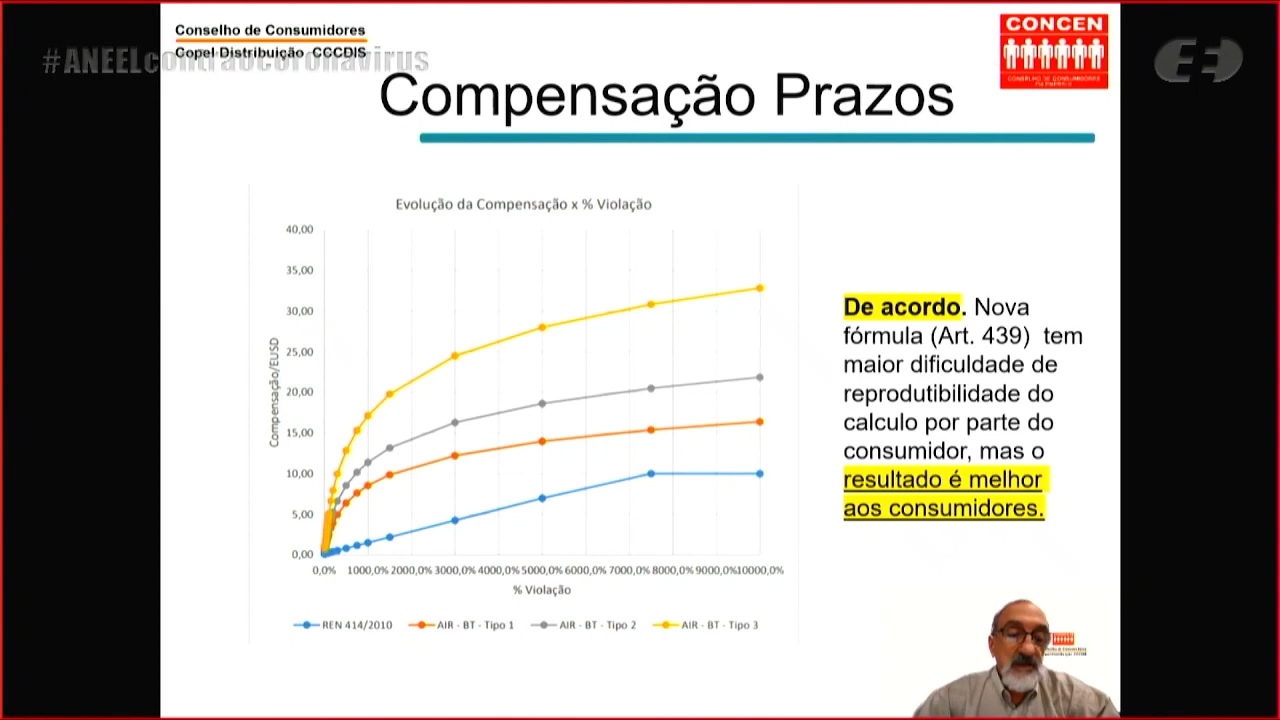 Conselho de Consumidores
Copel Distribuição CCCDIS
#ANEELcontraocoronavirus
CONCEN
CONSELHO DE CONSUMIDORES
Compensação Prazos
Evolução da Compensação x % Violação
40,00
35,00
30,00
25,00
20,00
15,00
10,00
5,00
0,00
Compensação/EUSD
0,0% 1000,0% 2000,0% 3000,0% 4000,0% 5000,0% 6000,0% 7000,0% 8000,0% 9000,0% 10000,0%
% Violação
REN 414/2010 AIR - BT - Tipo 1 AIR - BT - Tipo 2 AIR - BT - Tipo 3
De acordo. Nova
fórmula (Art. 439) tem
maior dificuldade de
reprodutibilidade do
calculo por parte do
consumidor, mas o
resultado é melhor
aos consumidores.